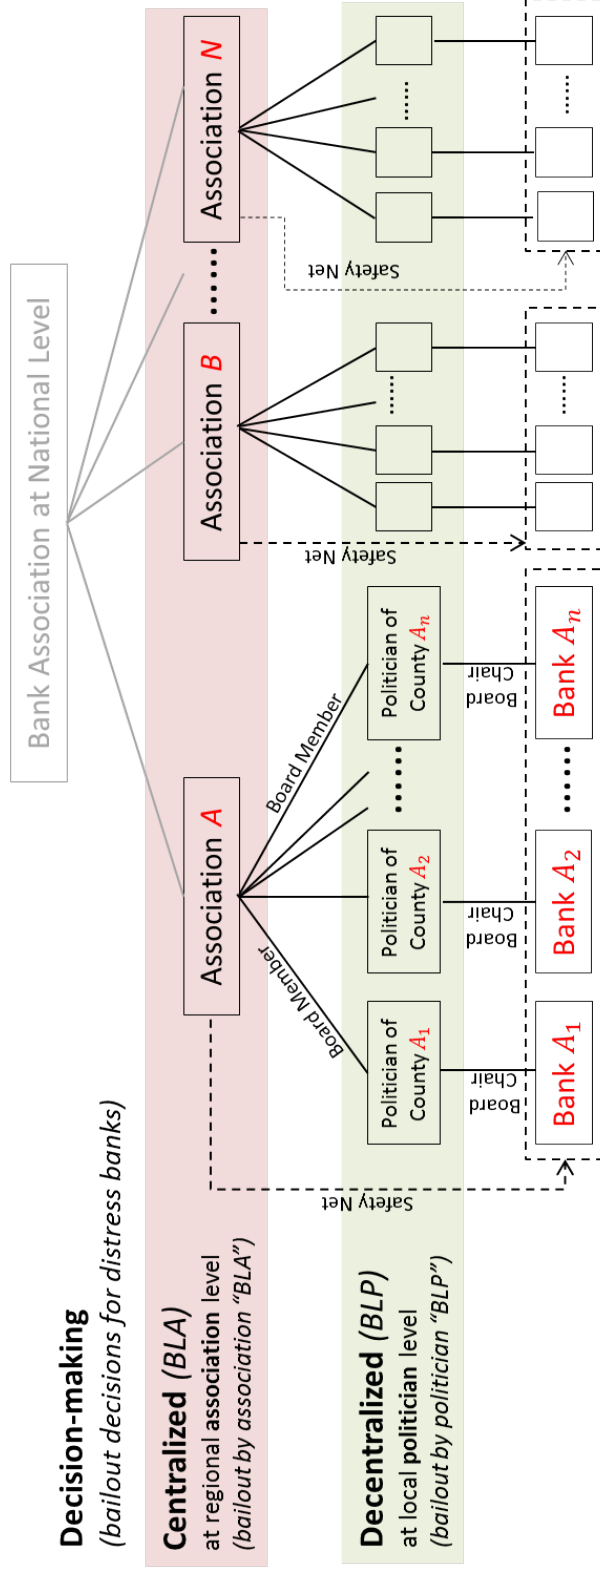 Bank Association at National Level
Decision-making
(bailout decisions for distress banks)
Centralized (BLA)
at regional association level
(bailout by association "BLA")
Association A
Association B
......
Association N
Safety Net
Board Member
Board Member
Safety Net
Safety Net
Decentralized (BLP)
at local politician level
(bailout by politician "BLP")
Politician of
County A₁
Politician of
County A₂
......
Politician of
County Aₙ
......
......
Board
Chair
Board
Chair
Board
Chair
Bank A₁
Bank A₂
......
Bank Aₙ
......
......